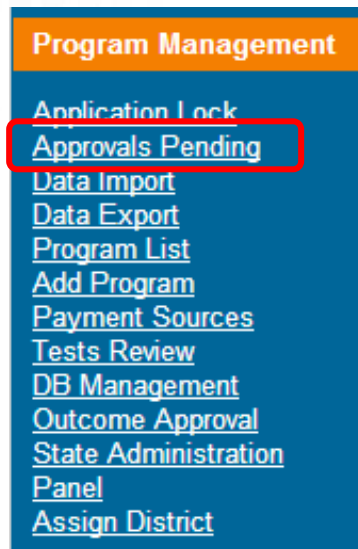 Program Management
Application Lock
Approvals Pending
Data Import
Data Export
Program List
Add Program
Payment Sources
Tests Review
DB Management
Outcome Approval
State Administration
Panel
Assign District